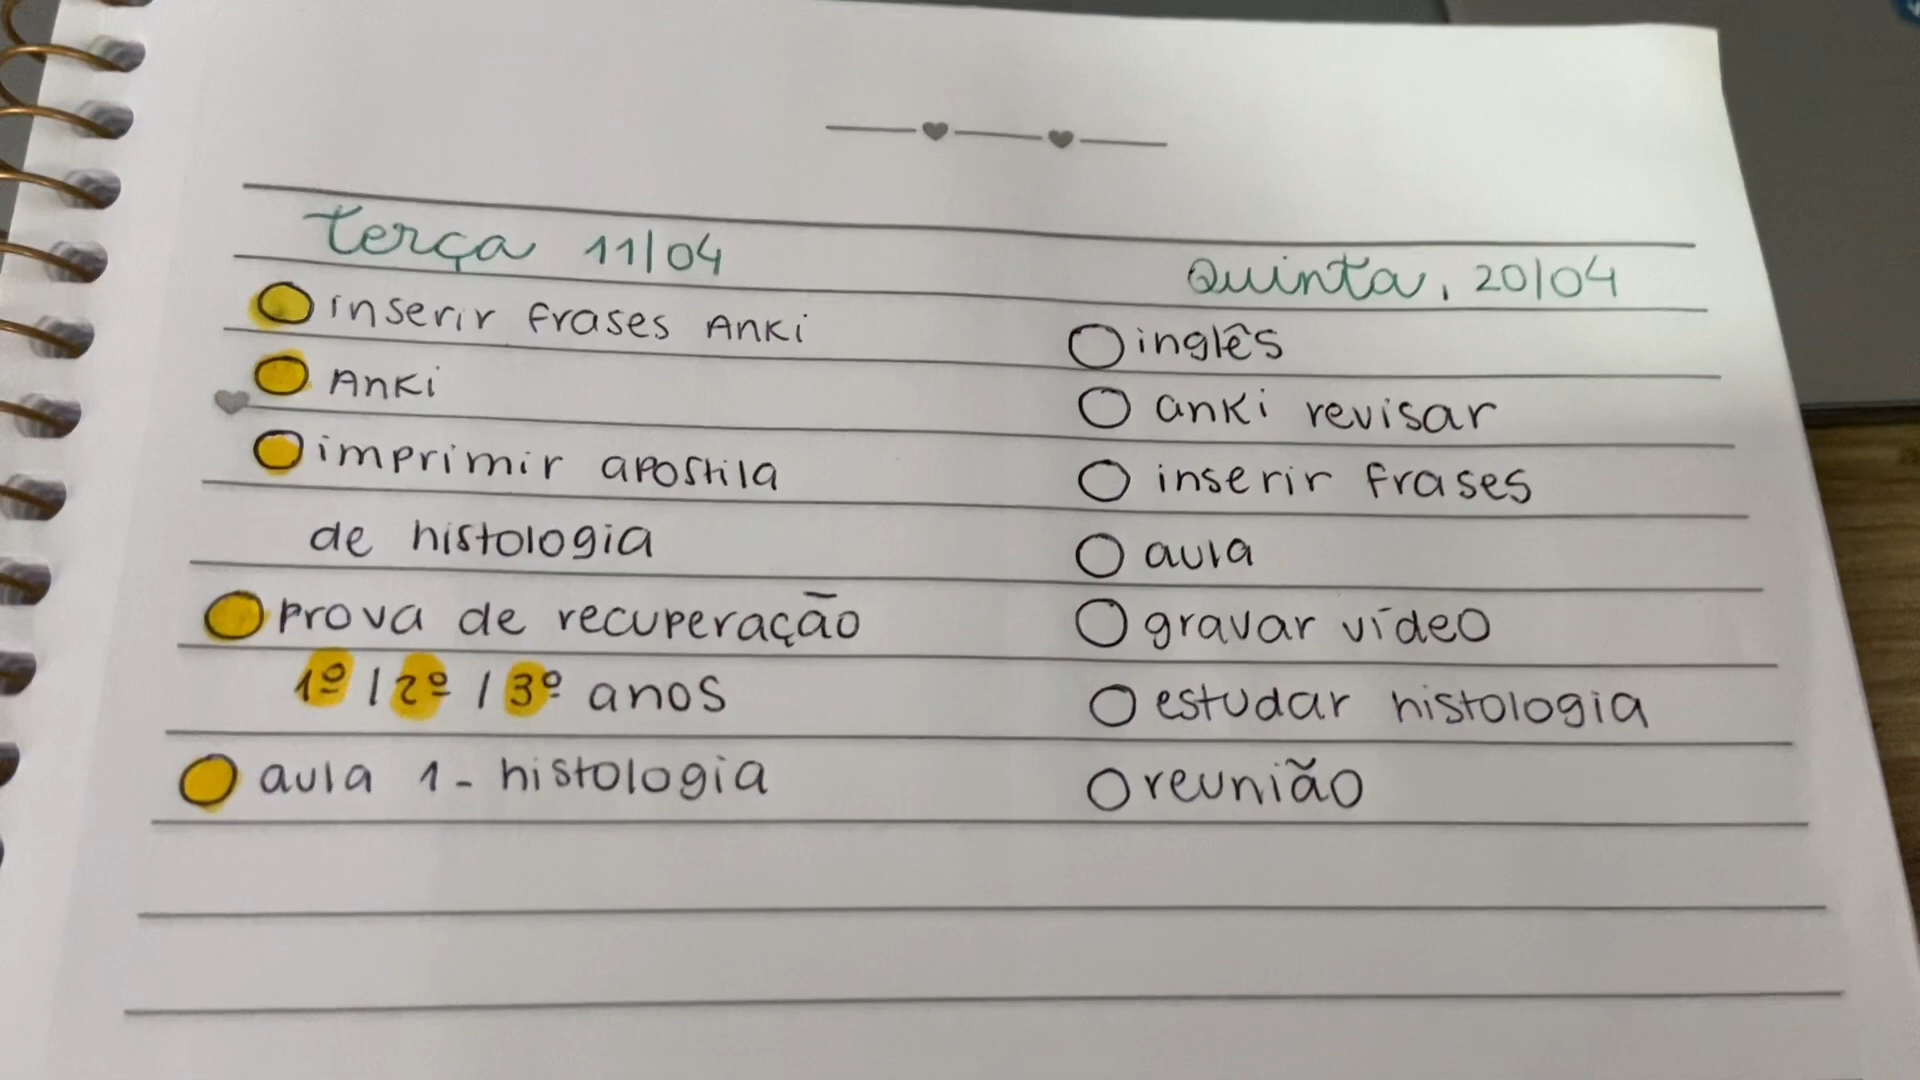 terça 11/04
inserir frases Anki
Anki
imprimir apostila
de histologia
prova de recuperação
1º / 2º / 3º anos
aula 1 - histologia
Quinta, 20/04
inglês
anki revisar
inserir frases
aula
gravar vídeo
estudar histologia
reunião